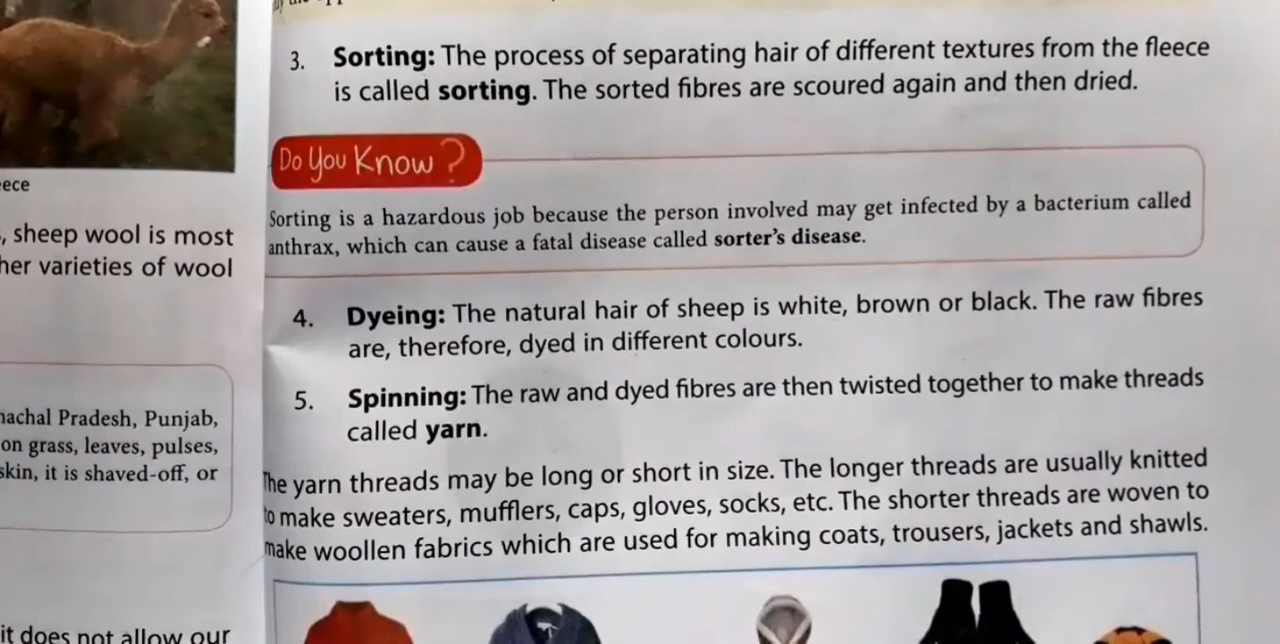 ece
, sheep wool is most
her varieties of wool
nachal Pradesh, Punjab,
on grass, leaves, pulses,
skin, it is shaved-off, or
it does not allow our
3. Sorting: The process of separating hair of different textures from the fleece
is called sorting. The sorted fibres are scoured again and then dried.
Do You Know?
Sorting is a hazardous job because the person involved may get infected by a bacterium called
anthrax, which can cause a fatal disease called sorter's disease.
4. Dyeing: The natural hair of sheep is white, brown or black. The raw fibres
are, therefore, dyed in different colours.
5. Spinning: The raw and dyed fibres are then twisted together to make threads
called yarn.
The yarn threads may be long or short in size. The longer threads are usually knitted
to make sweaters, mufflers, caps, gloves, socks, etc. The shorter threads are woven to
make woollen fabrics which are used for making coats, trousers, jackets and shawls.